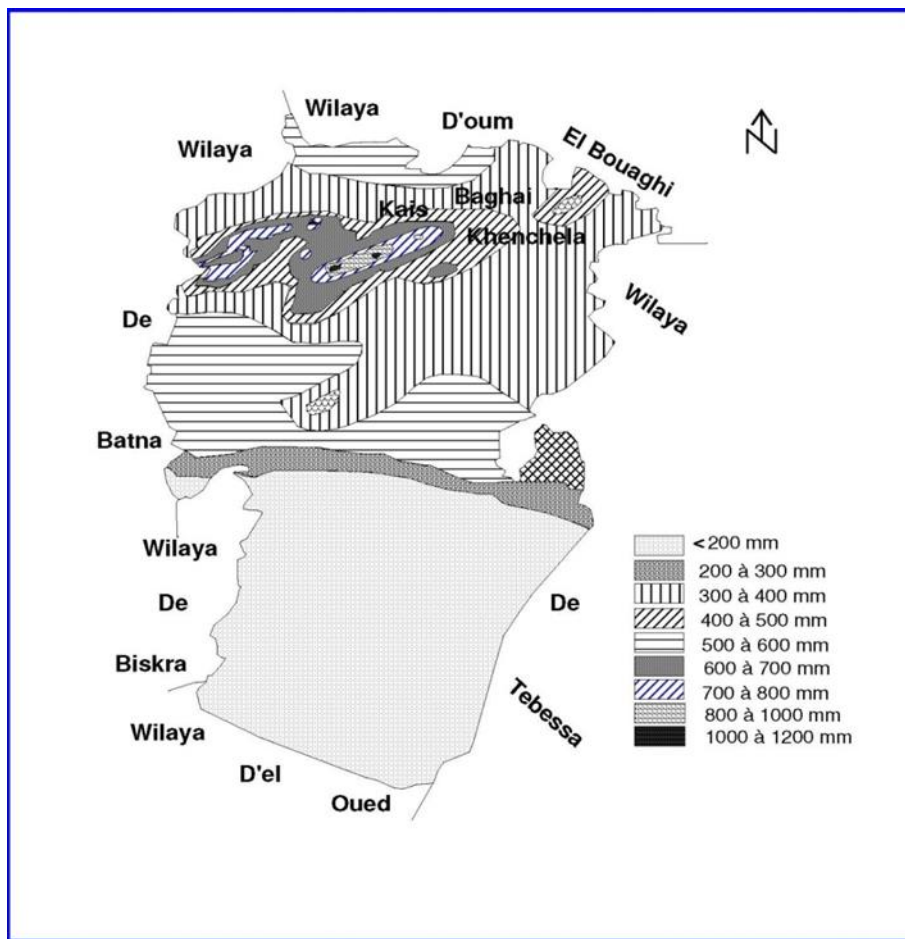 Wilaya
D'oum
Wilaya
El Bouaghi
Baghai
Kais
Khenchela
De
Wilaya
Batna
Wilaya
De
De
Biskra
Tebessa
Wilaya
D'el
Oued
N
<200 mm
200 à 300 mm
300 à 400 mm
400 à 500 mm
500 à 600 mm
600 à 700 mm
700 à 800 mm
800 à 1000 mm
1000 à 1200 mm